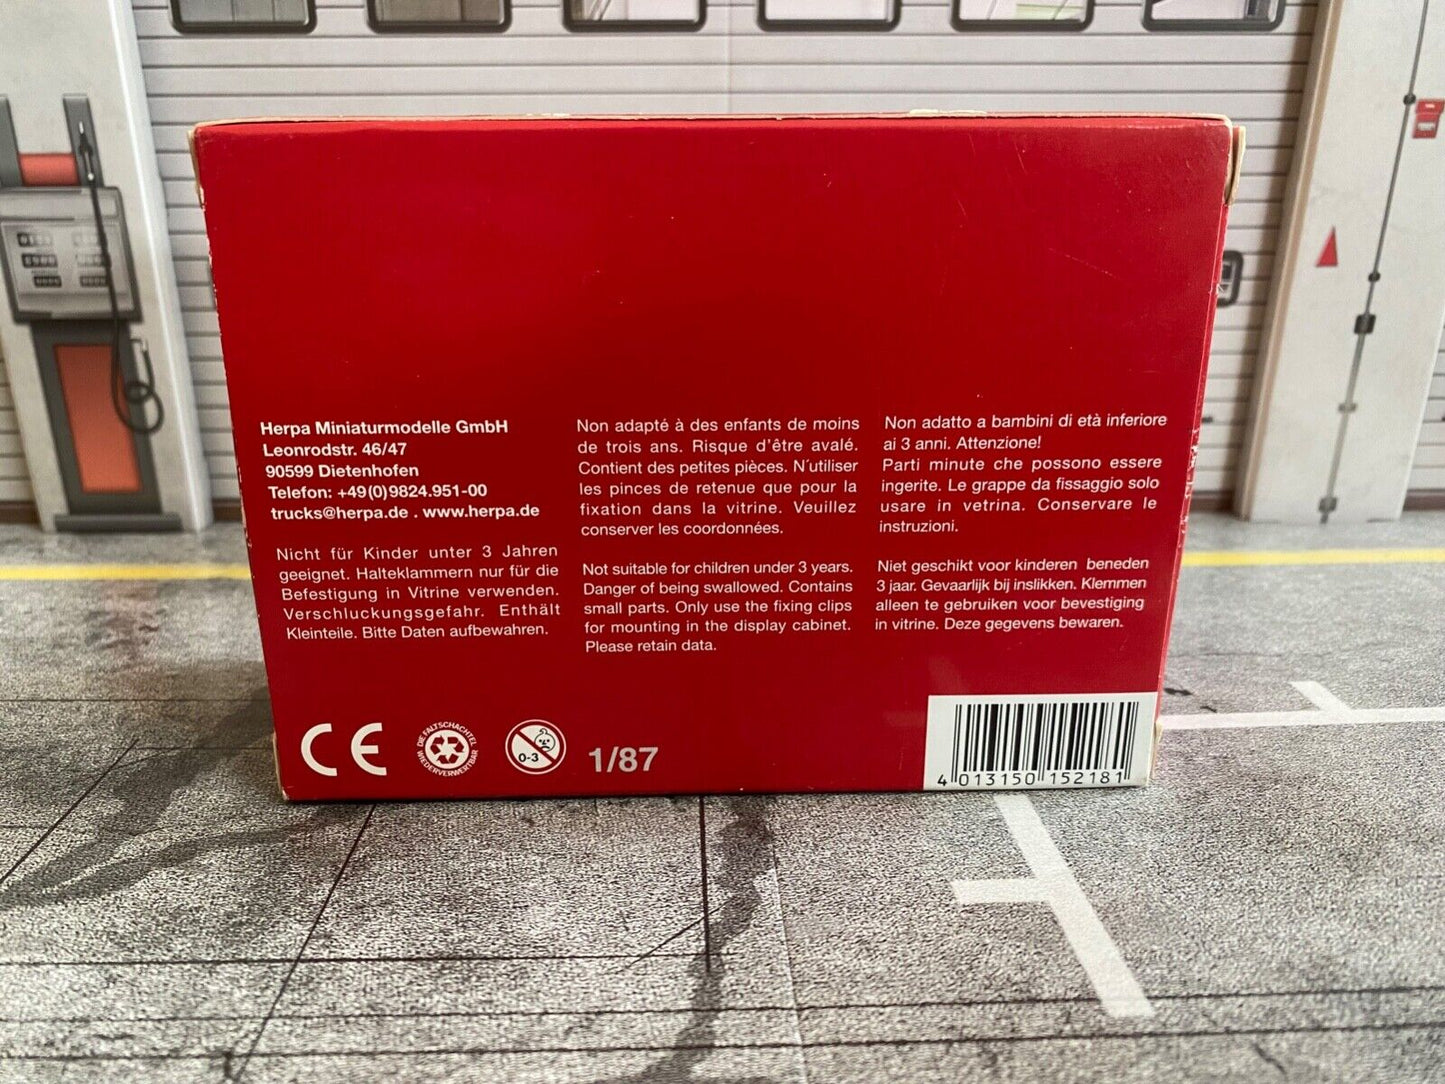 Herpa Miniaturmodelle GmbH
Leonrodstr. 46/47
90599 Dietenhofen
Telefon: +49(0)9824.951-00
trucks@herpa.de . www.herpa.de
Nicht für Kinder unter 3 Jahren
geeignet. Halteklammern nur für die
Befestigung in Vitrine verwenden.
Verschluckungsgefahr. Enthält
Kleinteile. Bitte Daten aufbewahren.
Non adapté à des enfants de moins
de trois ans. Risque d'être avalé.
Contient des petites pièces. N´utiliser
les pinces de retenue que pour la
fixation dans la vitrine. Veuillez
conserver les coordonnées.
Not suitable for children under 3 years.
Danger of being swallowed. Contains
small parts. Only use the fixing clips
for mounting in the display cabinet.
Please retain data.
Non adatto a bambini di età inferiore
ai 3 anni. Attenzione!
Parti minute che possono essere
ingerite. Le grappe da fissaggio solo
usare in vetrina. Conservare le
instruzioni.
Niet geschikt voor kinderen beneden
3 jaar. Gevaarlijk bij inslikken. Klemmen
alleen te gebruiken voor bevestiging
in vitrine. Deze gegevens bewaren.
CE
DIE FALTSCHACHTEL
WIEDERVERWERTBAR
0-3
1/87
4 013150 152181